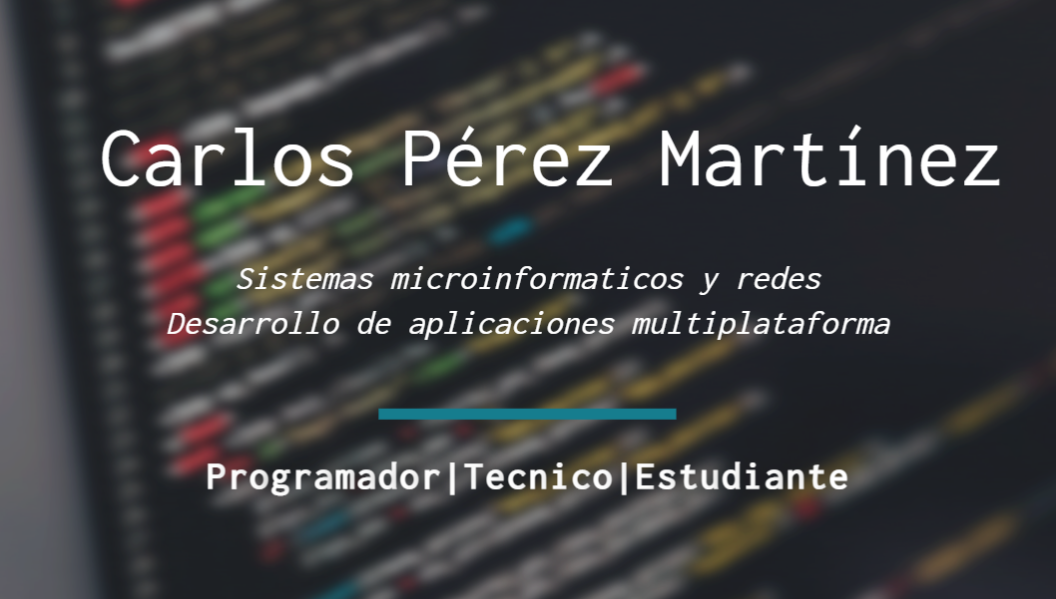 Carlos Pérez Martínez
Sistemas microinformaticos y redes
Desarrollo de aplicaciones multiplataforma
Programador|Tecnico|Estudiante